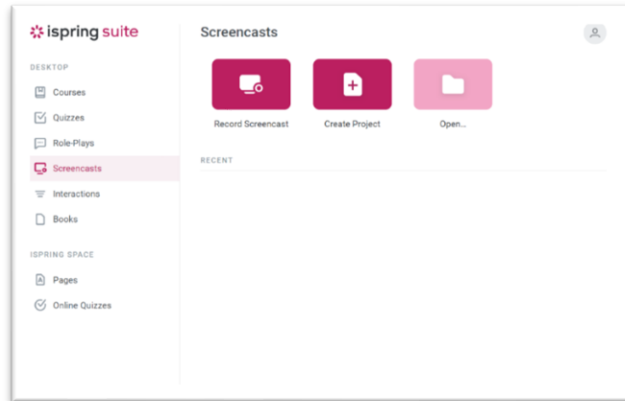 ispring suite
DESKTOP
Courses
Quizzes
Role-Plays
Screencasts
Interactions
Books
ISPRING SPACE
Pages
Online Quizzes
Screencasts
Record Screencast
Create Project
Open...
RECENT